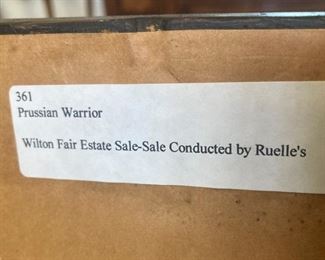 361
Prussian Warrior
Wilton Fair Estate Sale-Sale Conducted by Ruelle's